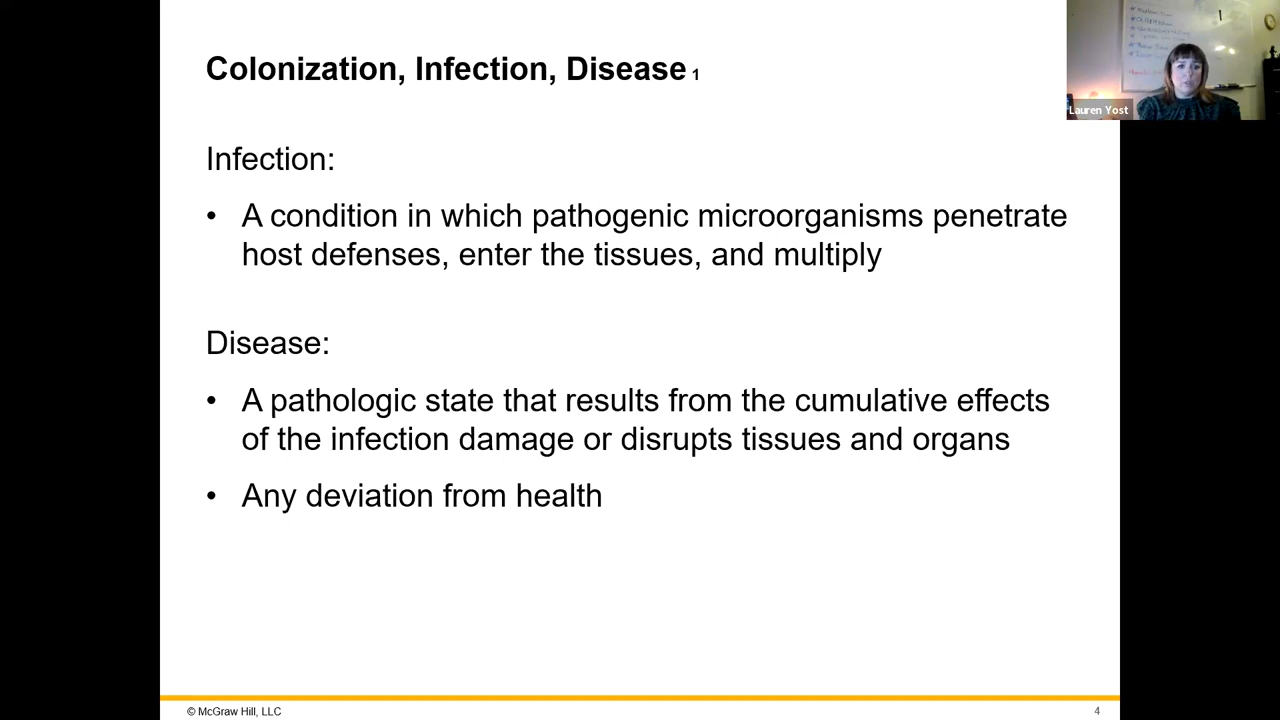 Colonization, Infection, Disease 1
Lauren Yost
Infection:
• A condition in which pathogenic microorganisms penetrate
host defenses, enter the tissues, and multiply
Disease:
• A pathologic state that results from the cumulative effects
of the infection damage or disrupts tissues and organs
• Any deviation from health
© McGraw Hill, LLC
4